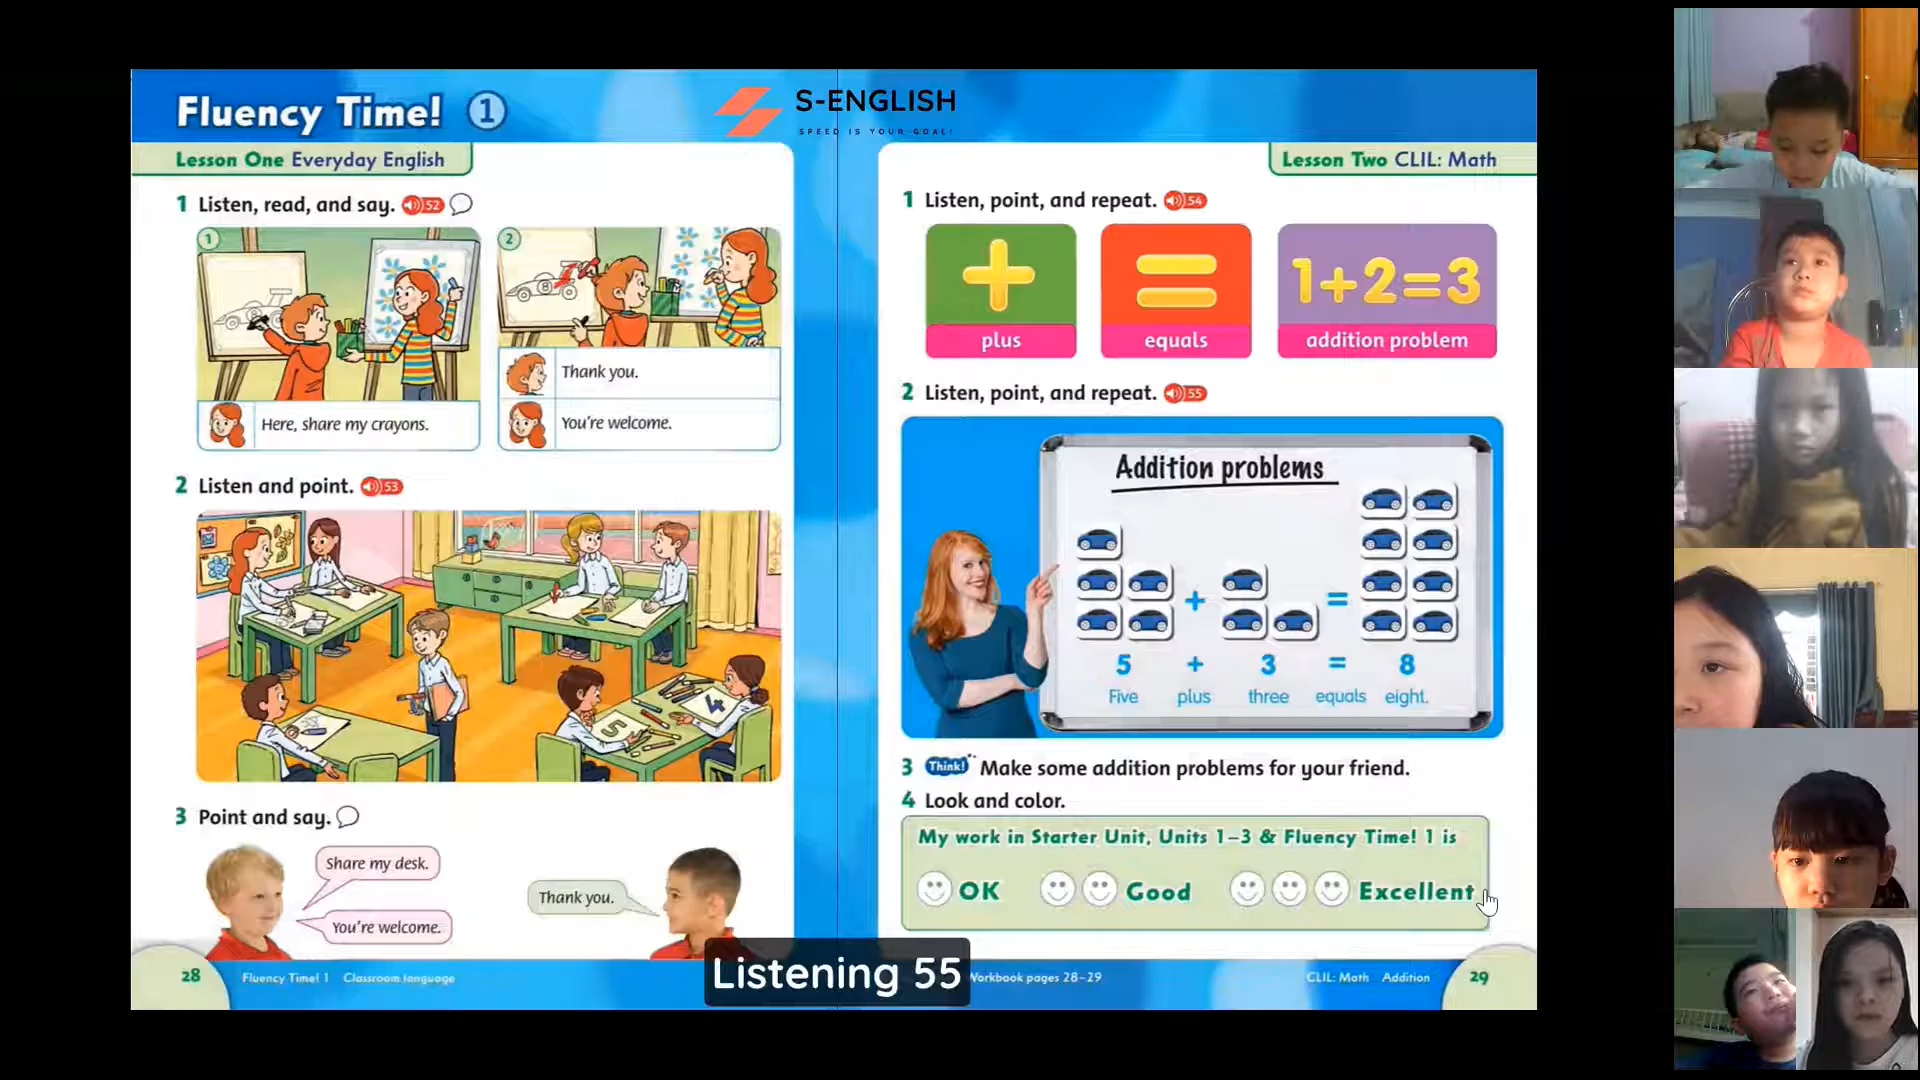 Fluency Time! 1
S-ENGLISH
SPEED IS YOUR GOAL!
Lesson One Everyday English
1 Listen, read, and say. 52
1
2
8
Here, share my crayons.
Thank you.
You're welcome.
2 Listen and point. 53
5
4
3 Point and say.
Share my desk.
You're welcome.
Thank you.
28 Fluency Time! 1 Classroom language
Lesson Two CLIL: Math
1 Listen, point, and repeat. 54
1+2=3
plus
equals
addition problem
2 Listen, point, and repeat. 55
Addition problems
+ =
5 + 3 = 8
Five plus three equals eight.
3 Think! Make some addition problems for your friend.
4 Look and color.
My work in Starter Unit, Units 1–3 & Fluency Time! 1 is
OK Good Excellent
Workbook pages 28–29 CLIL: Math Addition 29
Listening 55